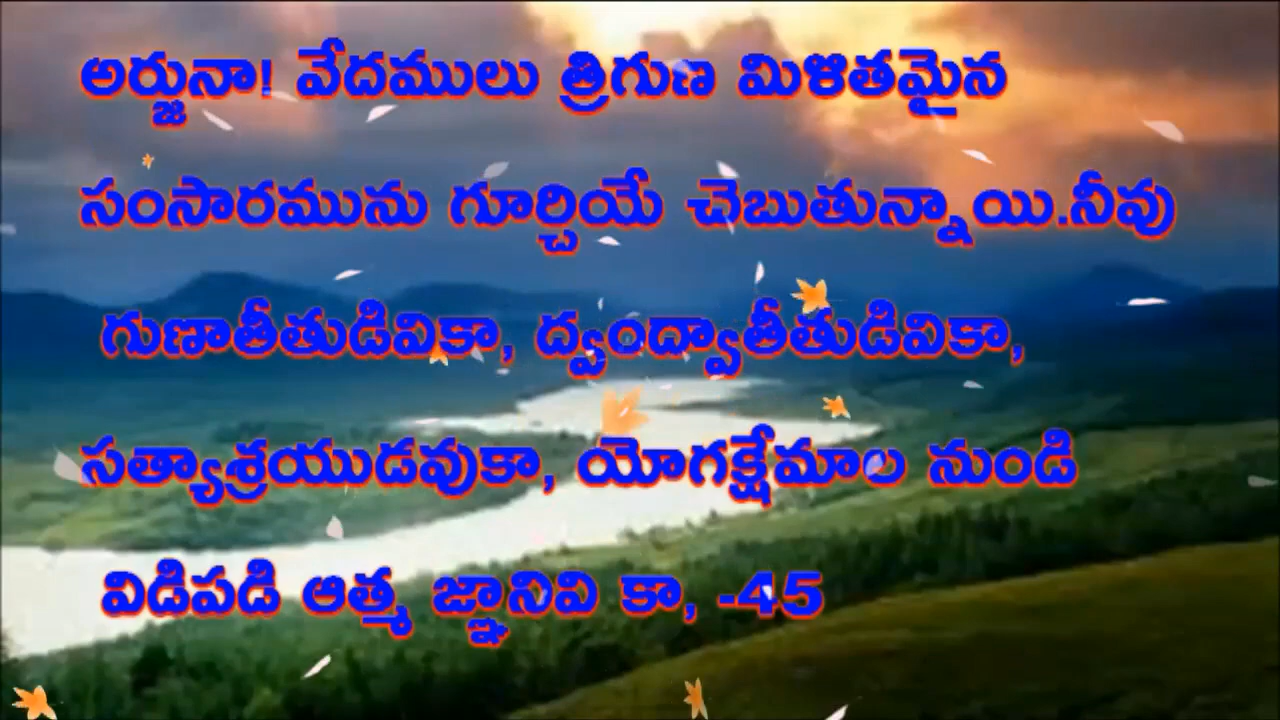 అర్జునా! వేదములు త్రిగుణ మిళితమైన
సంసారమును గూర్చియే చెబుతున్నాయి.నీవు
గుణాతీతుడివికా, ద్వంద్వాతీతుడివికా,
సత్యాశ్రయుడవుకా, యోగక్షేమాల నుండి
విడిపడి ఆత్మ జ్ఞానివి కా, -45